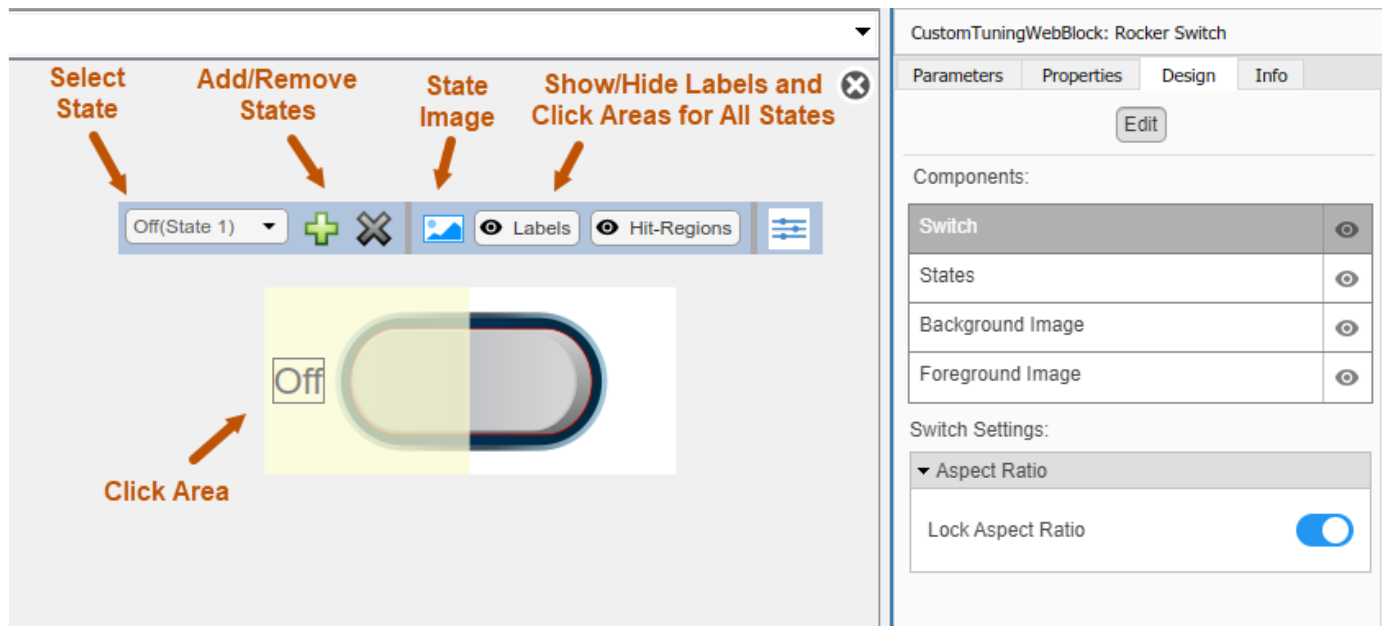 Select
State
Add/Remove
States
State
Image
Show/Hide Labels and
Click Areas for All States
Off(State 1)
Labels
Hit-Regions
Off
Click Area
CustomTuningWebBlock: Rocker Switch
Parameters
Properties
Design
Info
Edit
Components:
Switch
States
Background Image
Foreground Image
Switch Settings:
Aspect Ratio
Lock Aspect Ratio